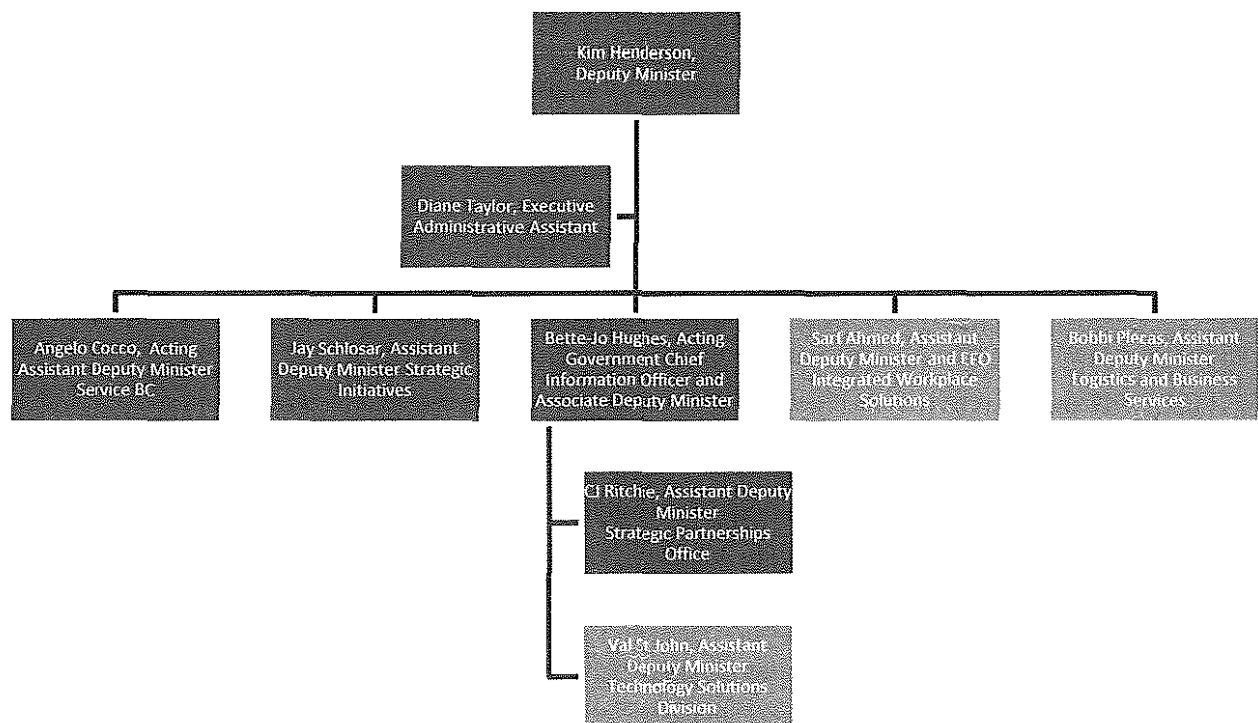 Kim Henderson,
Deputy Minister
Diane Taylor, Executive
Administrative Assistant
Angelo Cocco, Acting
Assistant Deputy Minister
Service BC
Jay Schlosar, Assistant
Deputy Minister Strategic
Initiatives
Bette-Jo Hughes, Acting
Government Chief
Information Officer and
Associate Deputy Minister
Sarf Ahmed, Assistant
Deputy Minister and EFO
Integrated Workplace
Solutions
Bobbi Plecas, Assistant
Deputy Minister
Logistics and Business
Services
CJ Ritchie, Assistant Deputy
Minister
Strategic Partnerships
Office
Val St John, Assistant
Deputy Minister
Technology Solutions
Division